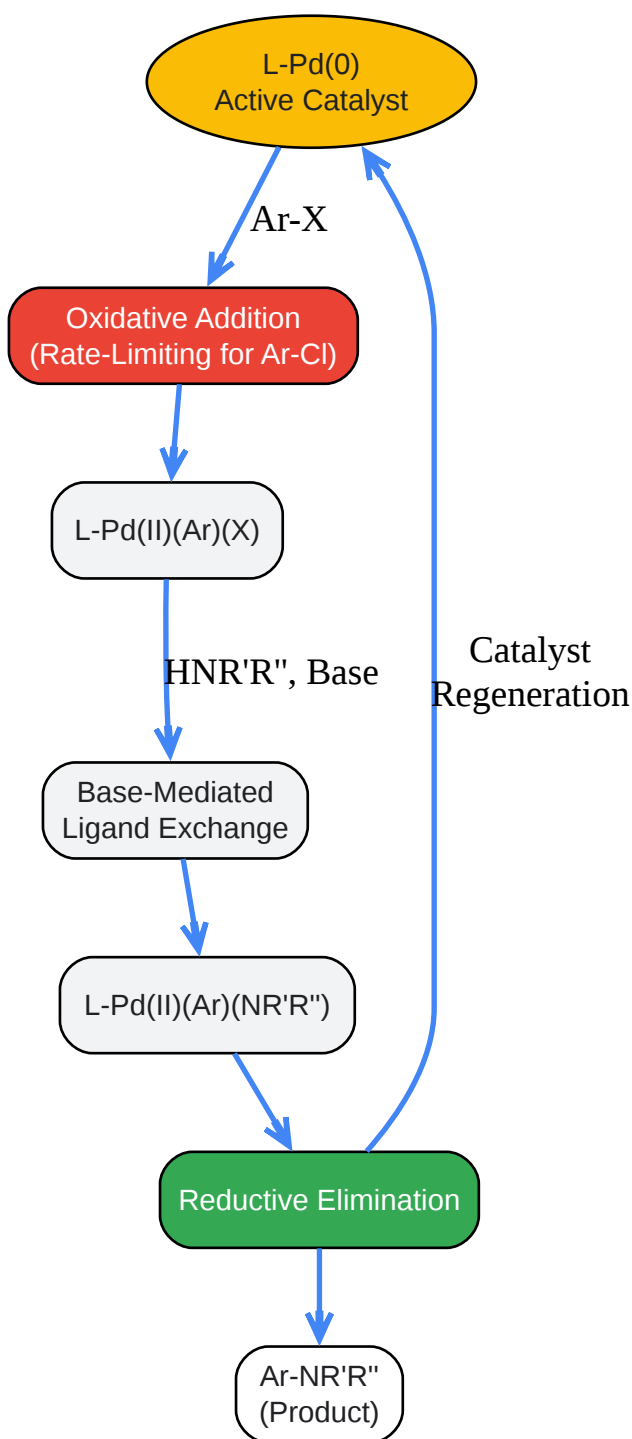 L-Pd(0)
Active Catalyst
Ar-X
Oxidative Addition
(Rate-Limiting for Ar-Cl)
L-Pd(II)(Ar)(X)
HNR'R", Base
Catalyst
Regeneration
Base-Mediated
Ligand Exchange
L-Pd(II)(Ar)(NR'R")
Reductive Elimination
Ar-NR'R"
(Product)